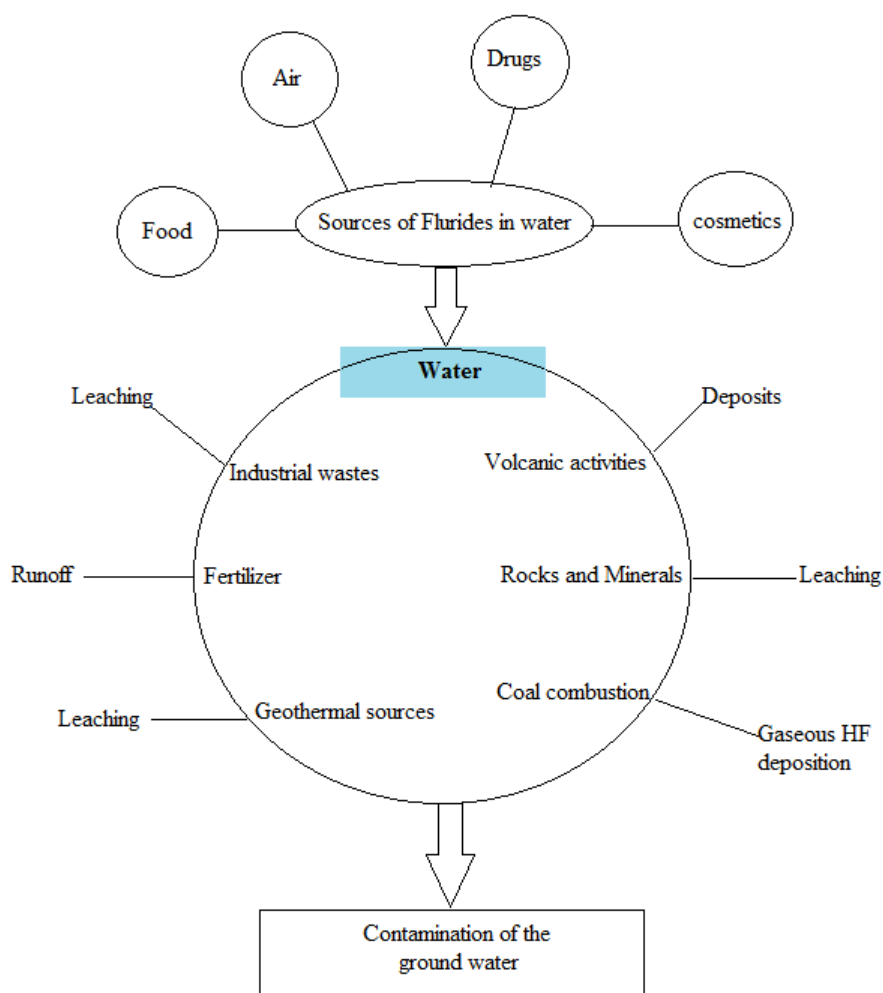 Air
Drugs
Food
Sources of Flurides in water
cosmetics
Water
Leaching
Deposits
Industrial wastes
Volcanic activities
Runoff
Fertilizer
Rocks and Minerals
Leaching
Leaching
Geothermal sources
Coal combustion
Gaseous HF
deposition
Contamination of the
ground water